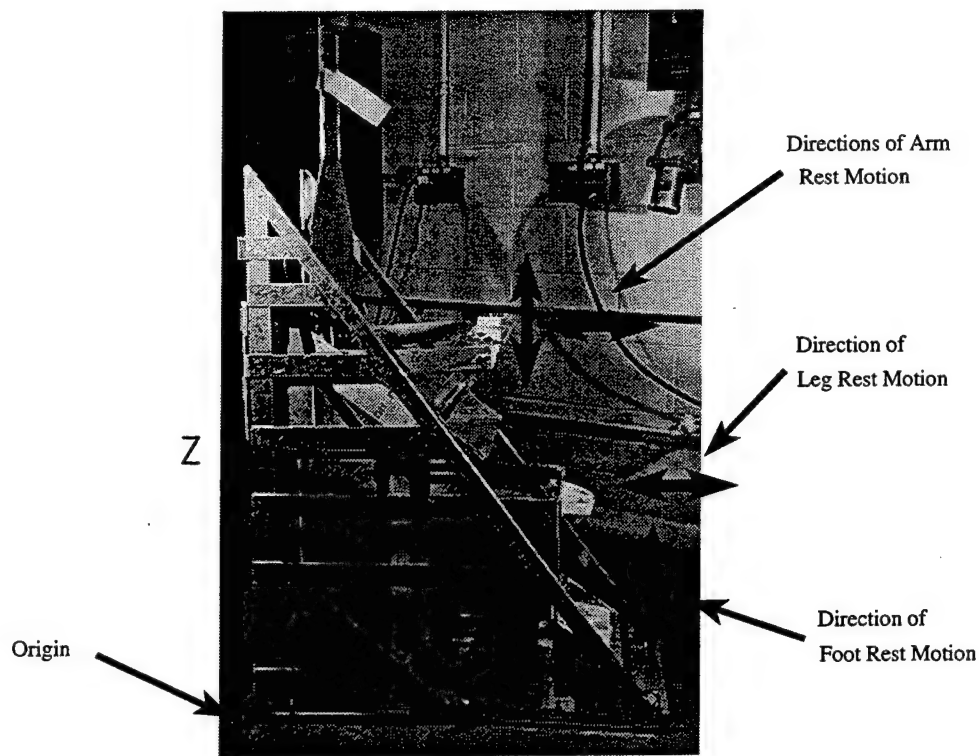 Directions of Arm
Rest Motion
Direction of
Leg Rest Motion
Z
Direction of
Foot Rest Motion
Origin